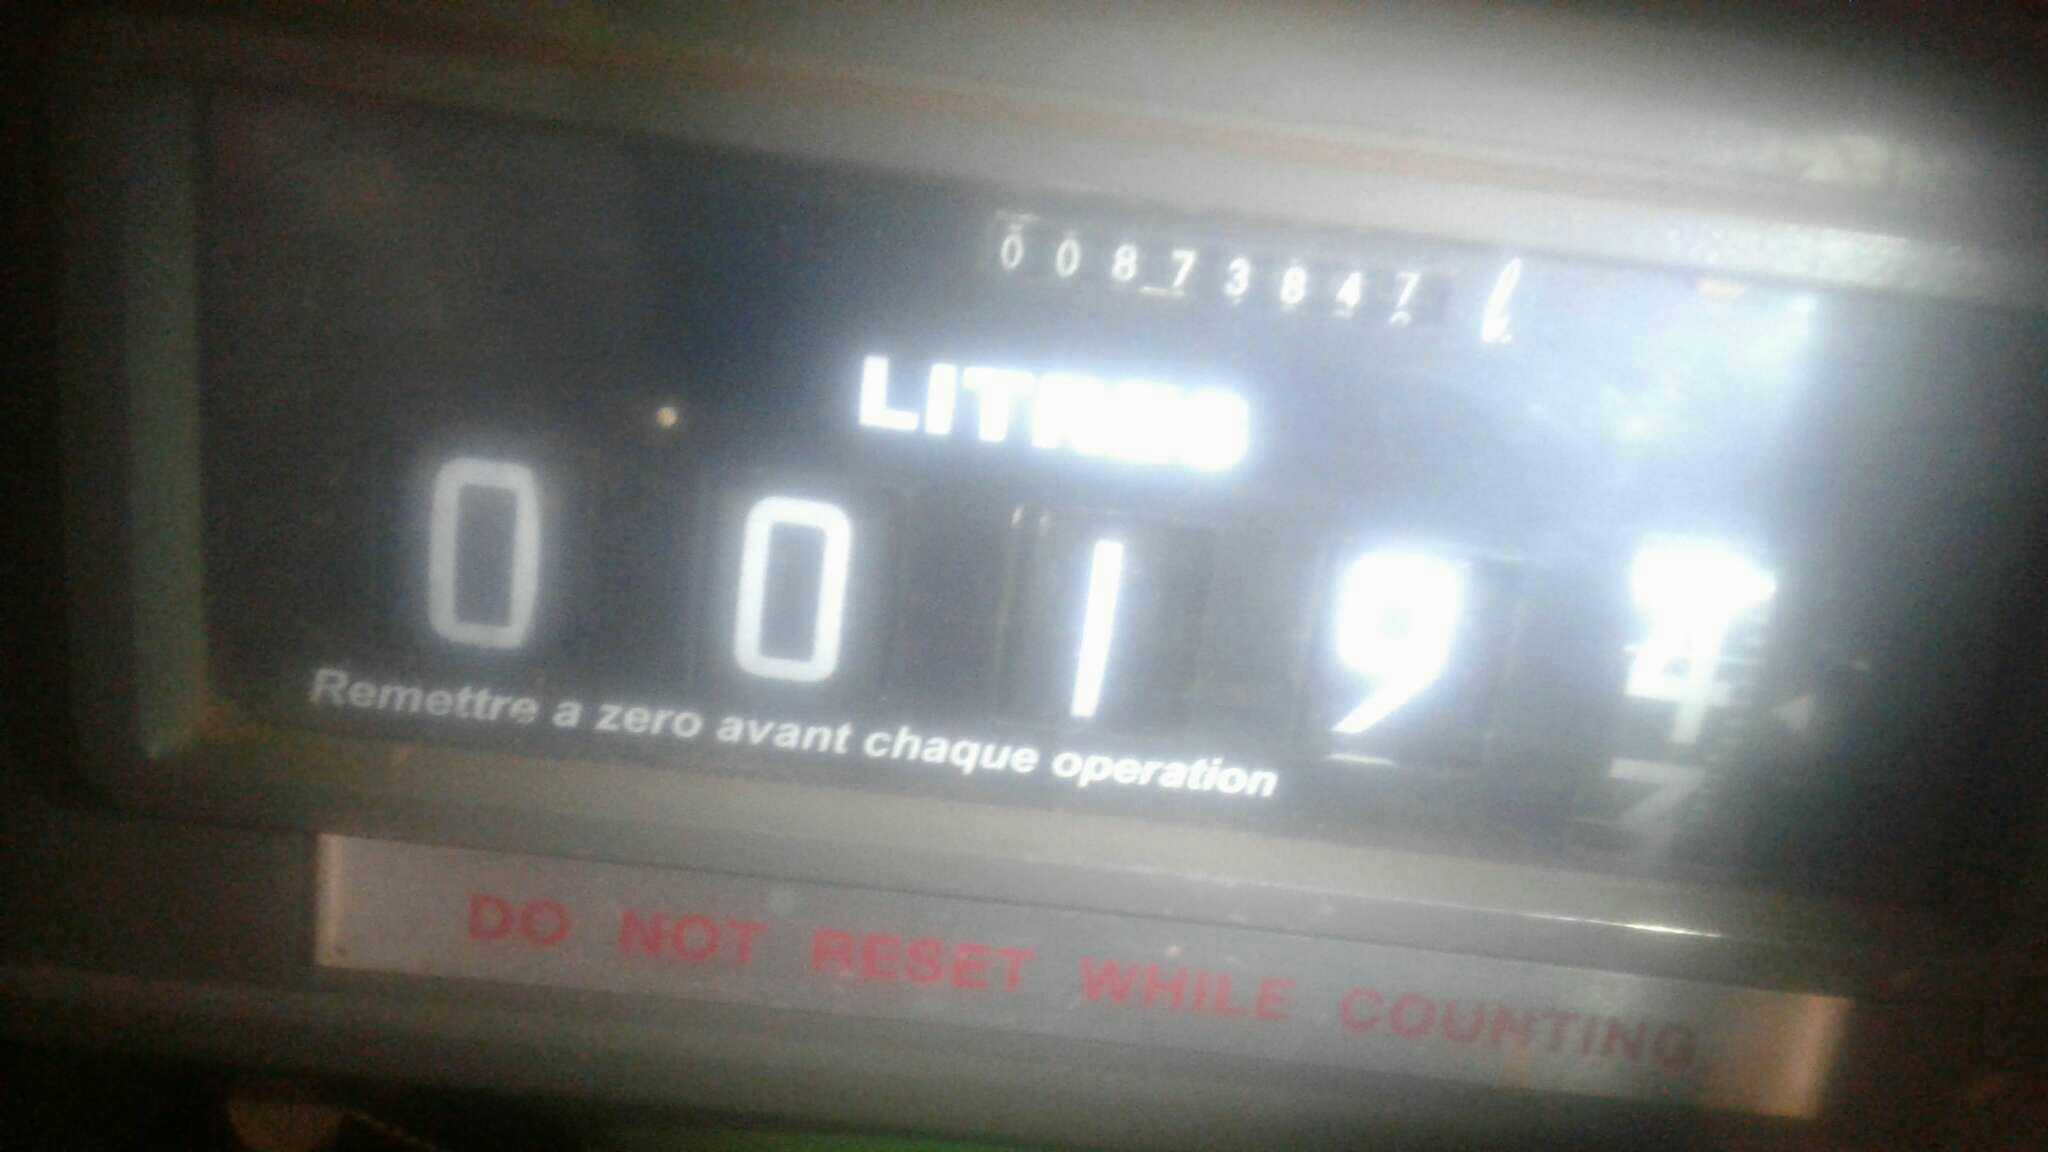 00873847 l
LITRES
0019
Remettre a zero avant chaque operation
DO NOT RESET WHILE COUNTING